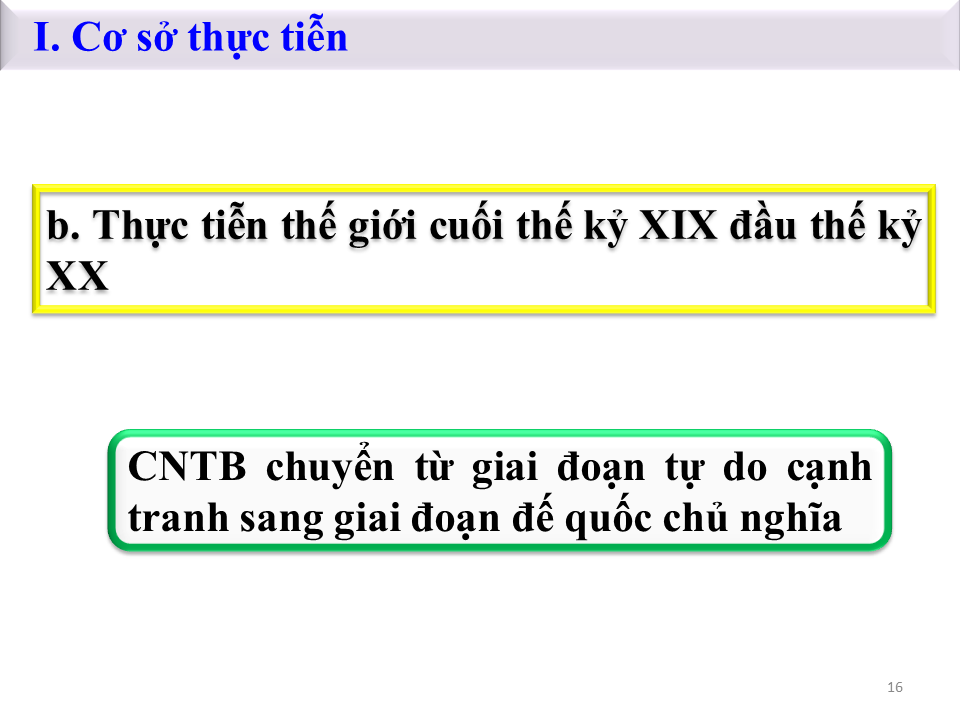 I. Cơ sở thực tiễn
b. Thực tiễn thế giới cuối thế kỷ XIX đầu thế kỷ
XX
CNTB chuyển từ giai đoạn tự do cạnh
tranh sang giai đoạn đế quốc chủ nghĩa
16